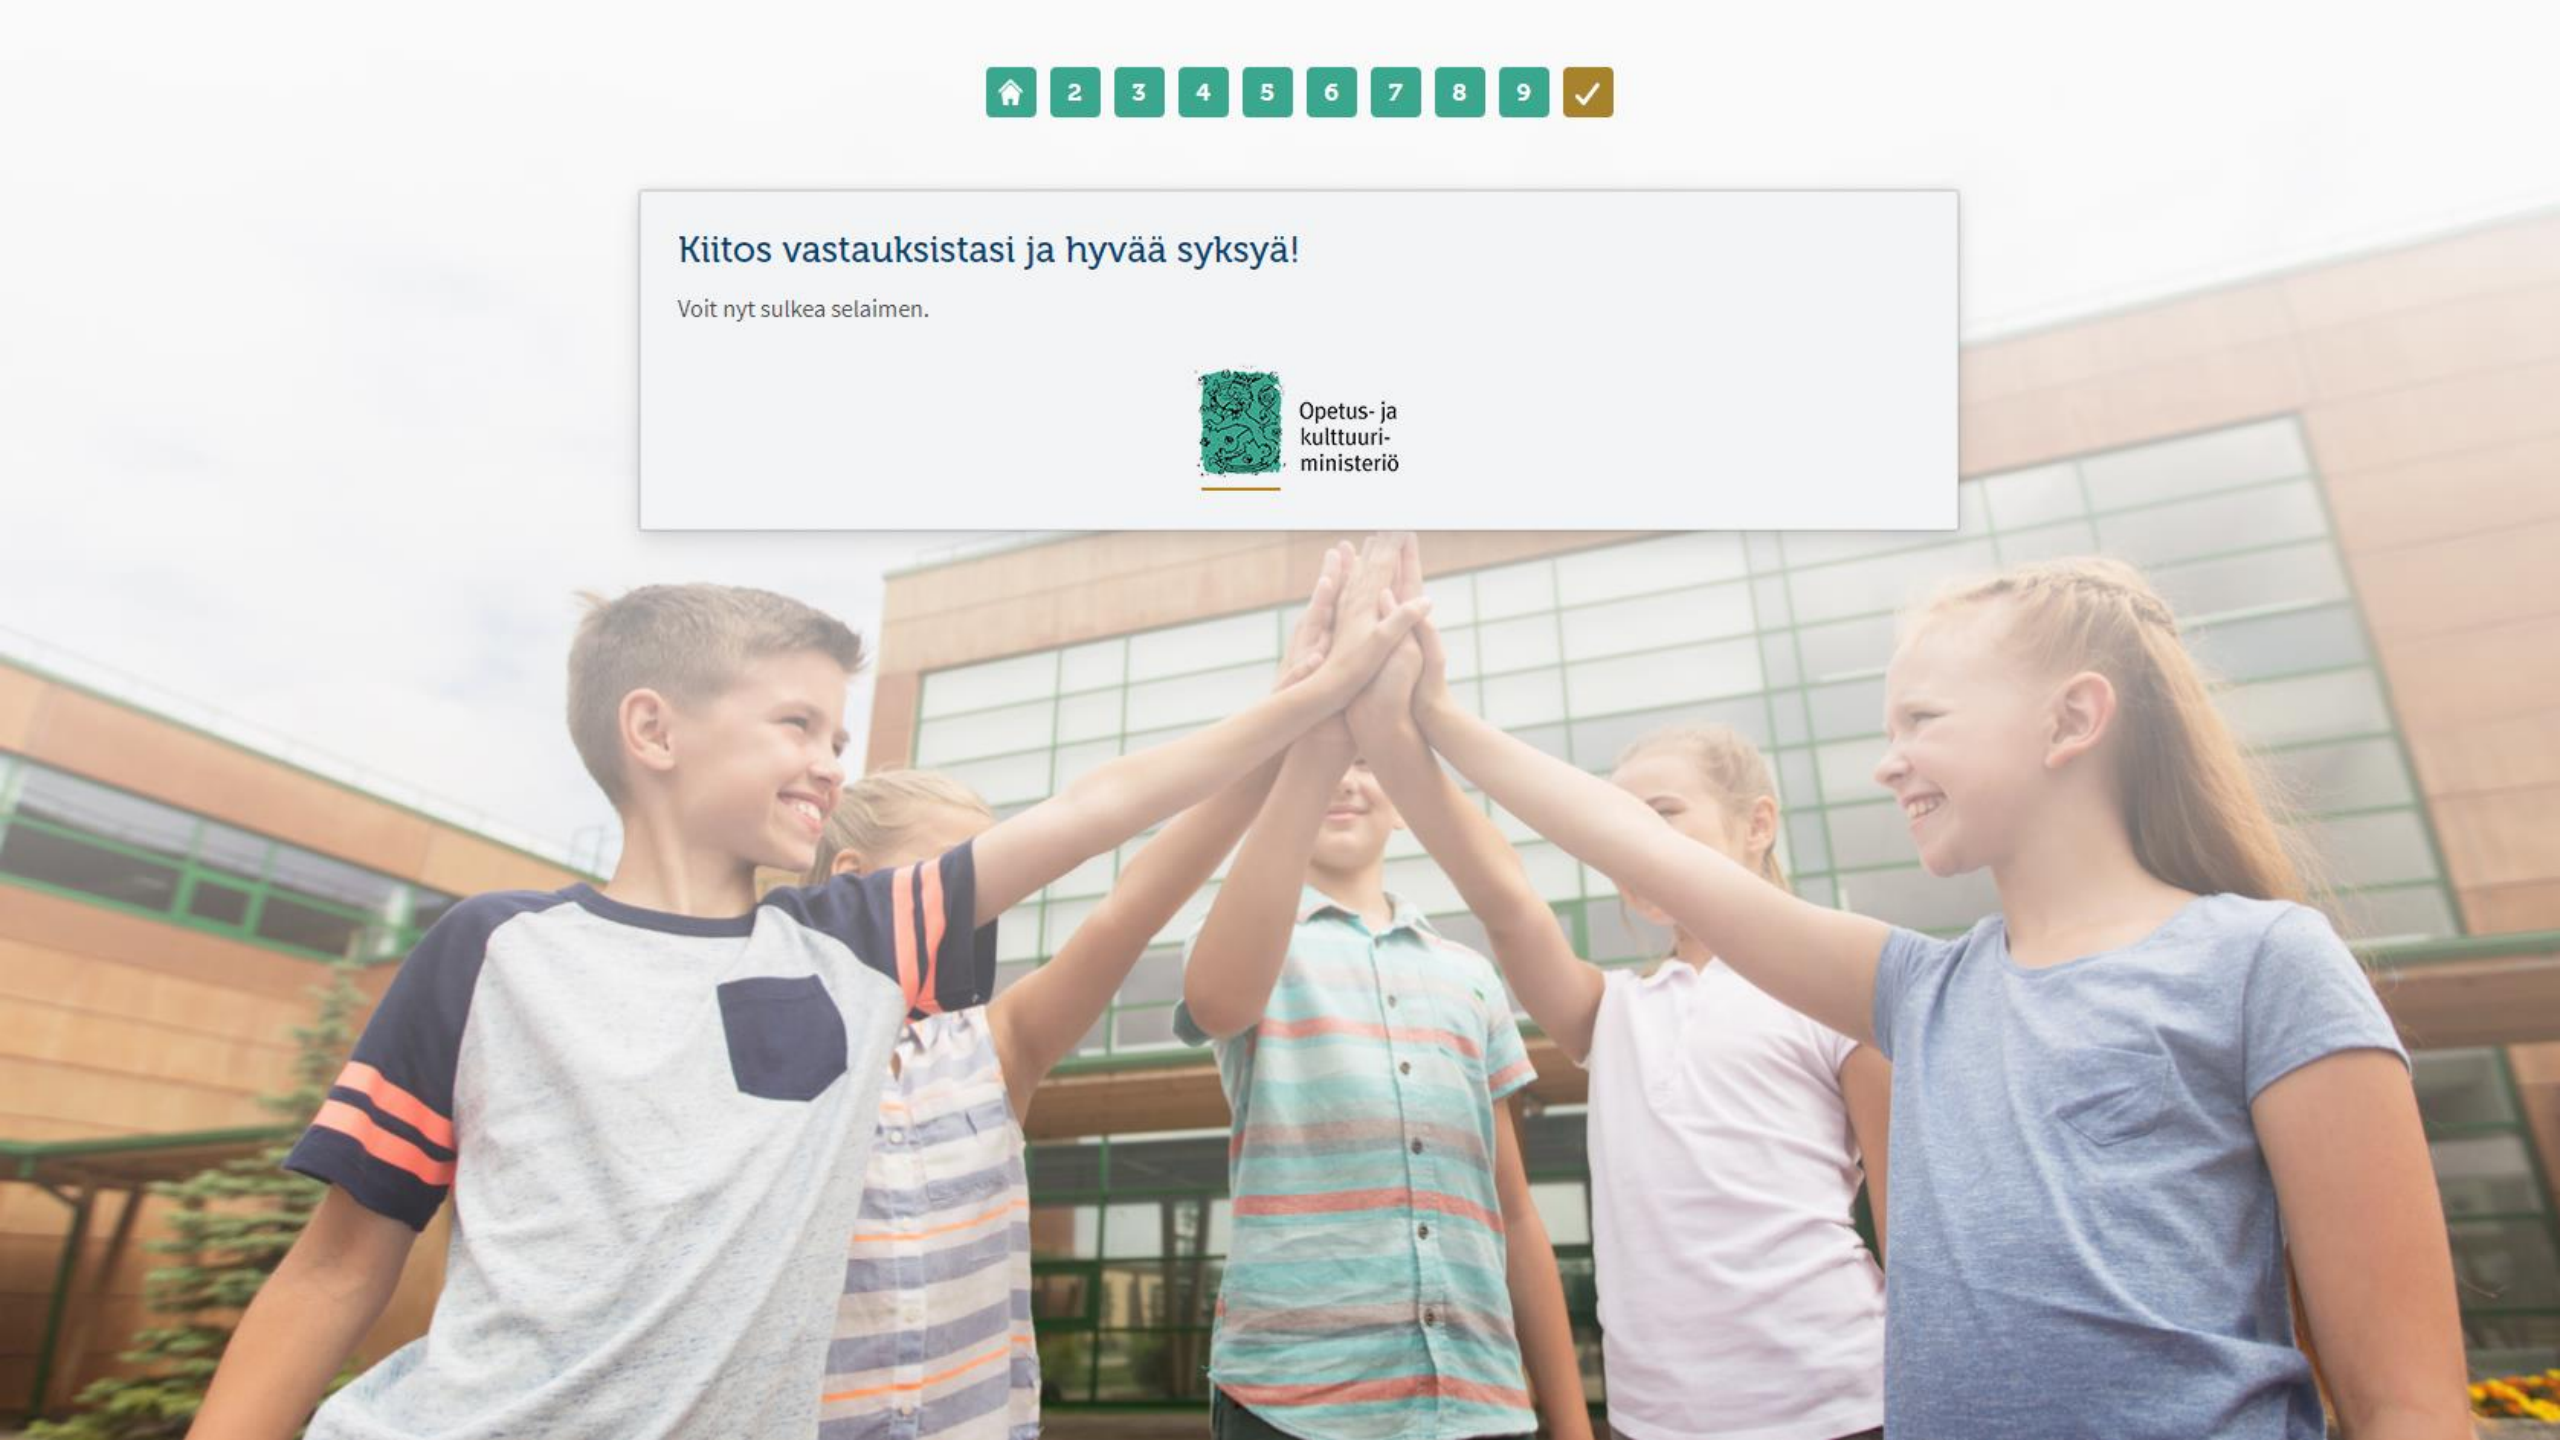 2 3 4 5 6 7 8 9
Kiitos vastauksistasi ja hyvää syksyä!
Voit nyt sulkea selaimen.
Opetus- ja
kulttuuri-
ministeriö